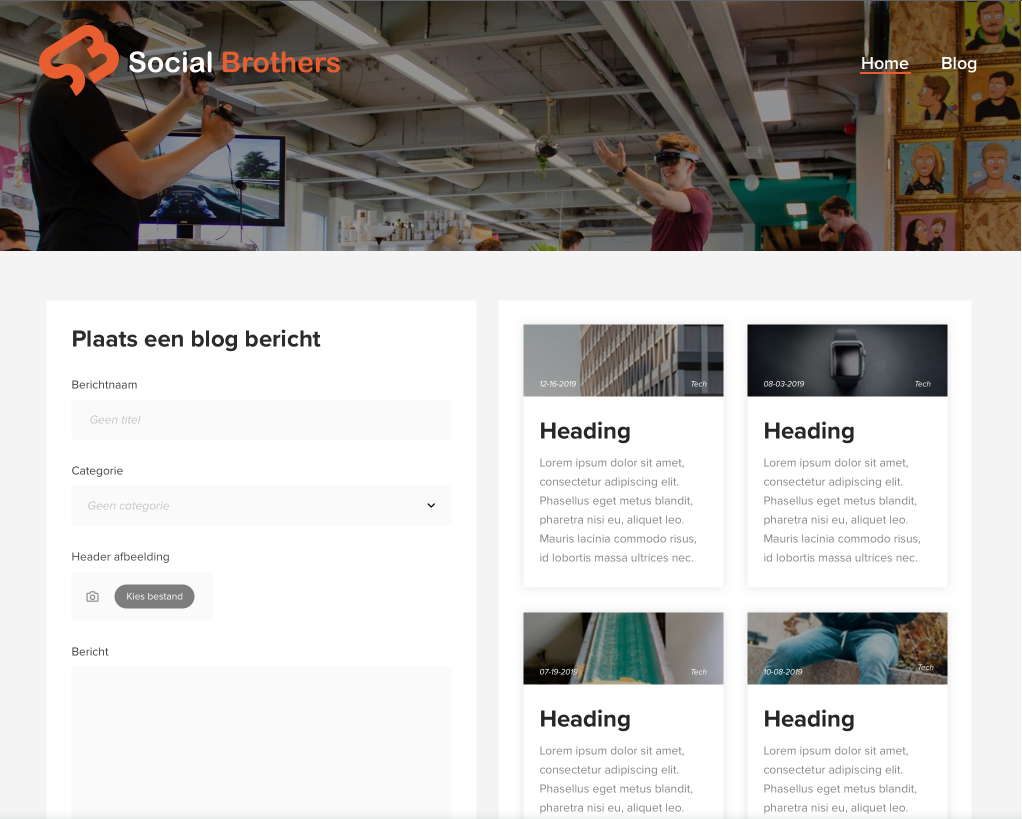 Social Brothers
Home
Blog
Plaats een blog bericht
Berichtnaam
Geen titel
Categorie
Geen categorie
Header afbeelding
Kies bestand
Bericht
12-16-2019
Tech
Heading
Lorem ipsum dolor sit amet,
consectetur adipiscing elit.
Phasellus eget metus blandit,
pharetra nisi eu, aliquet leo.
Mauris lacinia commodo risus,
id lobortis massa ultrices nec.
08-03-2019
Tech
Heading
Lorem ipsum dolor sit amet,
consectetur adipiscing elit.
Phasellus eget metus blandit,
pharetra nisi eu, aliquet leo.
Mauris lacinia commodo risus,
id lobortis massa ultrices nec.
07-19-2019
Tech
Heading
Lorem ipsum dolor sit amet,
consectetur adipiscing elit.
Phasellus eget metus blandit,
pharetra nisi eu, aliquet leo.
10-08-2019
Tech
Heading
Lorem ipsum dolor sit amet,
consectetur adipiscing elit.
Phasellus eget metus blandit,
pharetra nisi eu, aliquet leo.